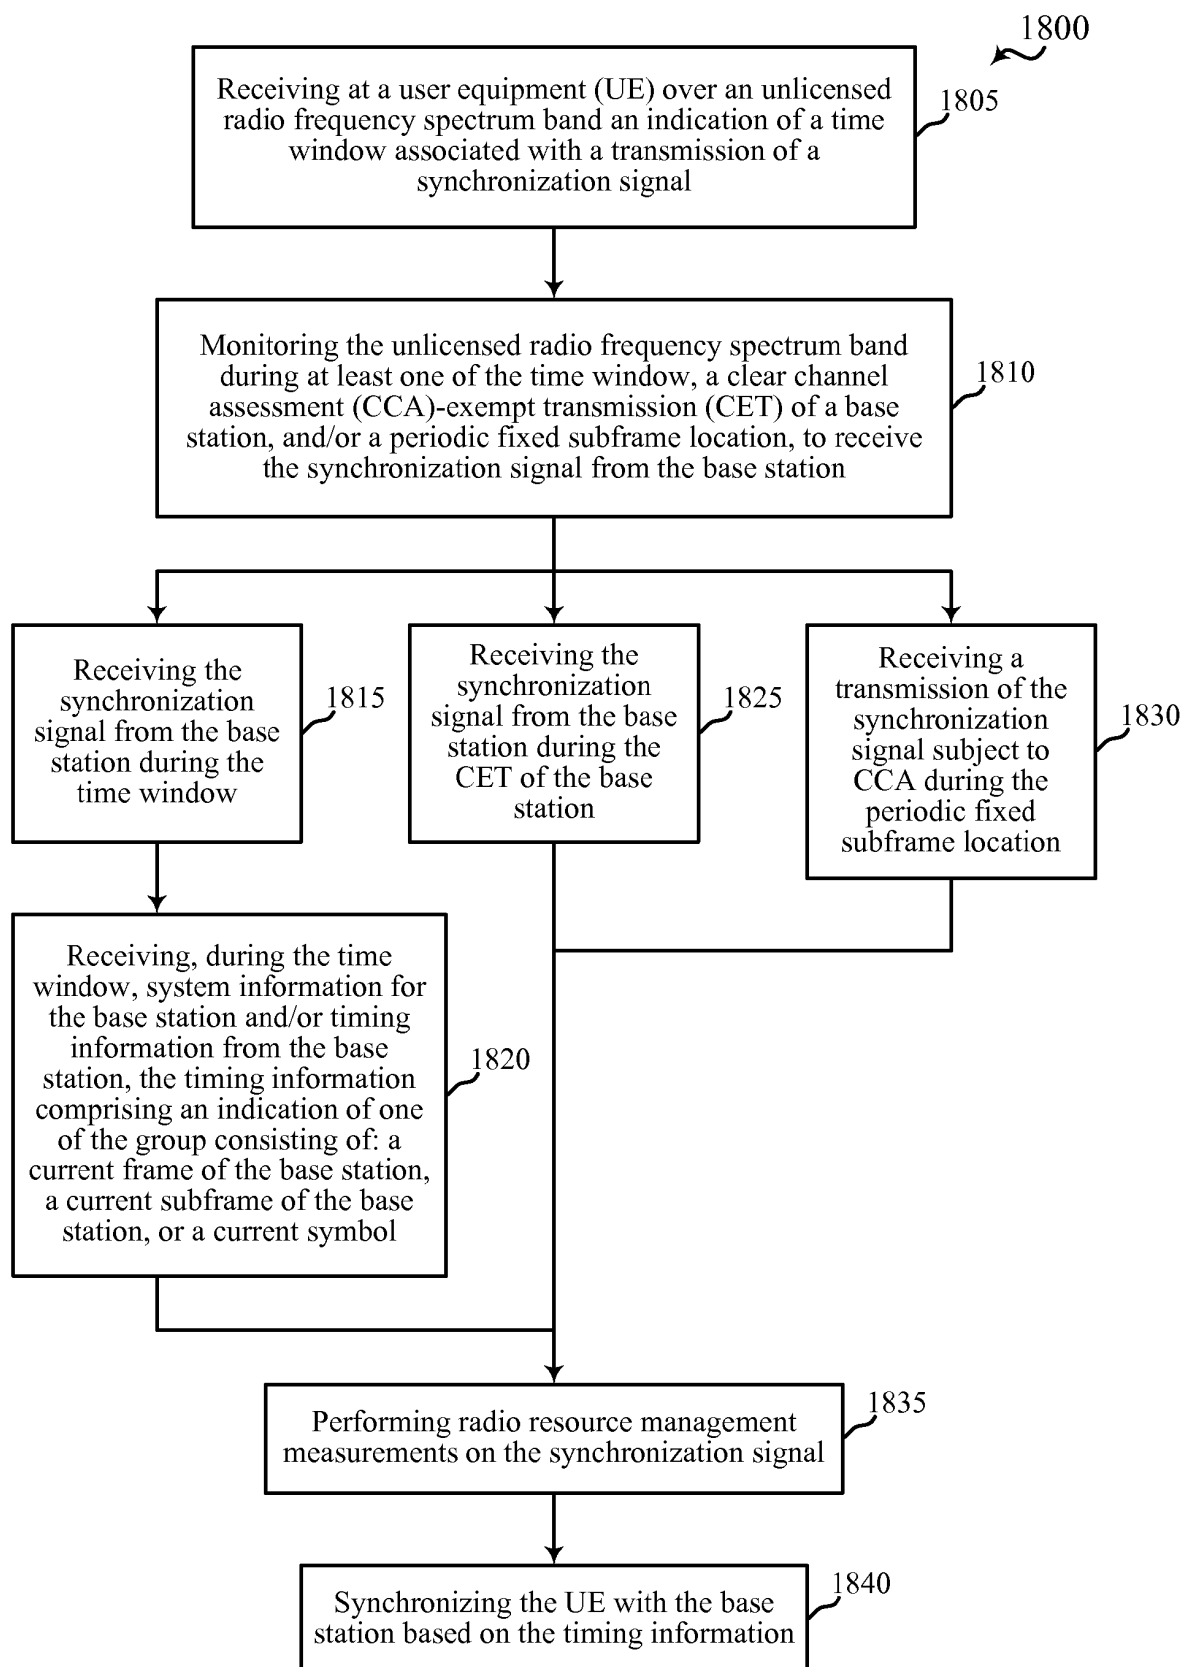 1800
Receiving at a user equipment (UE) over an unlicensed
radio frequency spectrum band an indication of a time
window associated with a transmission of a
synchronization signal
1805
Monitoring the unlicensed radio frequency spectrum band
during at least one of the time window, a clear channel
assessment (CCA)-exempt transmission (CET) of a base
station, and/or a periodic fixed subframe location, to receive
the synchronization signal from the base station
1810
Receiving the
synchronization
signal from the base
station during the
time window
1815
Receiving the
synchronization
signal from the base
station during the
CET of the base
station
1825
Receiving a
transmission of the
synchronization
signal subject to
CCA during the
periodic fixed
subframe location
1830
Receiving, during the time
window, system information for
the base station and/or timing
information from the base
station, the timing information
comprising an indication of one
of the group consisting of: a
current frame of the base station,
a current subframe of the base
station, or a current symbol
1820
Performing radio resource management
measurements on the synchronization signal
1835
Synchronizing the UE with the base
station based on the timing information
1840